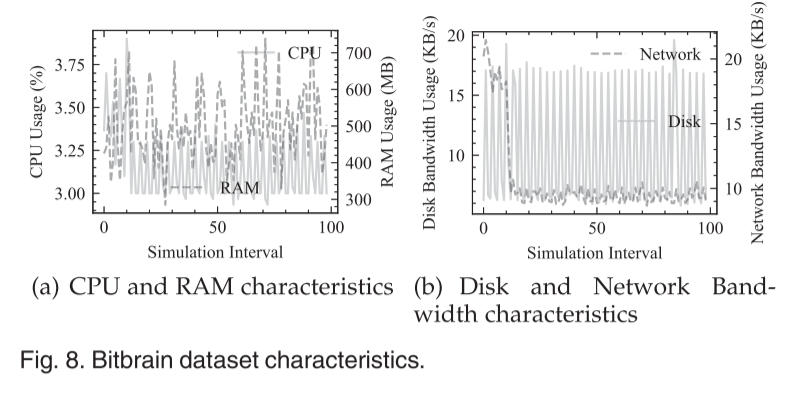 CPU Usage (%)
3.75
3.50
3.25
3.00
CPU
RAM
700
600
500
400
300
RAM Usage (MB)
0 50 100
Simulation Interval
(a) CPU and RAM characteristics
Disk Bandwidth Usage (KB/s)
20
15
10
Network
Disk
20
15
10
Network Bandwidth Usage (KB/s)
0 50 100
Simulation Interval
(b) Disk and Network Band-
width characteristics
Fig. 8. Bitbrain dataset characteristics.